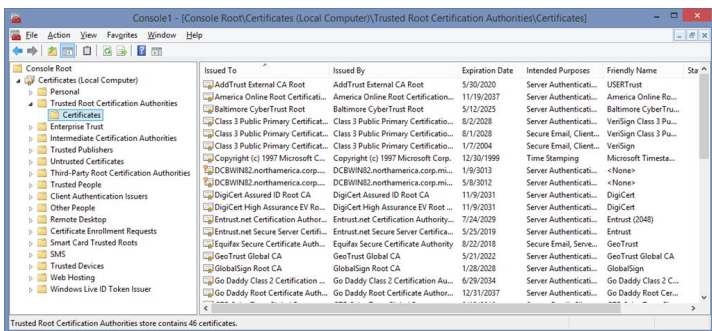 Console1 - [Console Root\Certificates (Local Computer)\Trusted Root Certification Authorities\Certificates]
File Action View Favorites Window Help
Console Root
Certificates (Local Computer)
Personal
Trusted Root Certification Authorities
Certificates
Enterprise Trust
Intermediate Certification Authorities
Trusted Publishers
Untrusted Certificates
Third-Party Root Certification Authorities
Trusted People
Client Authentication Issuers
Other People
Remote Desktop
Certificate Enrollment Requests
Smart Card Trusted Roots
SMS
Trusted Devices
Web Hosting
Windows Live ID Token Issuer
Issued To Issued By Expiration Date Intended Purposes Friendly Name Sta
AddTrust External CA Root AddTrust External CA Root 5/30/2020 Server Authenticati... USERTrust
America Online Root Certificati... America Online Root Certification... 11/19/2037 Server Authenticati... America Online Ro...
Baltimore CyberTrust Root Baltimore CyberTrust Root 5/12/2025 Server Authenticati... Baltimore CyberTru...
Class 3 Public Primary Certificat... Class 3 Public Primary Certificatio... 8/2/2028 Server Authenticati... VeriSign Class 3 Pu...
Class 3 Public Primary Certificat... Class 3 Public Primary Certificatio... 8/1/2028 Secure Email, Client... VeriSign Class 3 Pu...
Class 3 Public Primary Certificat... Class 3 Public Primary Certificatio... 1/7/2004 Secure Email, Client... VeriSign
Copyright (c) 1997 Microsoft C... Copyright (c) 1997 Microsoft Corp. 12/30/1999 Time Stamping Microsoft Timesta...
DCBWIN82.northamerica.corp.... DCBWIN82.northamerica.corp.mi... 1/9/3013 Server Authenticati... <None>
DCBWIN82.northamerica.corp.... DCBWIN82.northamerica.corp.mi... 5/8/3012 Server Authenticati... <None>
DigiCert Assured ID Root CA DigiCert Assured ID Root CA 11/9/2031 Server Authenticati... DigiCert
DigiCert High Assurance EV Ro... DigiCert High Assurance EV Root ... 11/9/2031 Server Authenticati... DigiCert
Entrust.net Certification Author... Entrust.net Certification Authority... 7/24/2029 Server Authenticati... Entrust (2048)
Entrust.net Secure Server Certifi... Entrust.net Secure Server Certifica... 5/25/2019 Server Authenticati... Entrust
Equifax Secure Certificate Auth... Equifax Secure Certificate Authority 8/22/2018 Secure Email, Serve... GeoTrust
GeoTrust Global CA GeoTrust Global CA 5/21/2022 Server Authenticati... GeoTrust Global CA
GlobalSign Root CA GlobalSign Root CA 1/28/2028 Server Authenticati... GlobalSign
Go Daddy Class 2 Certification ... Go Daddy Class 2 Certification Au... 6/29/2034 Server Authenticati... Go Daddy Class 2 C...
Go Daddy Root Certificate Auth... Go Daddy Root Certificate Author... 12/31/2037 Server Authenticati... Go Daddy Root Cer...
Trusted Root Certification Authorities store contains 46 certificates.